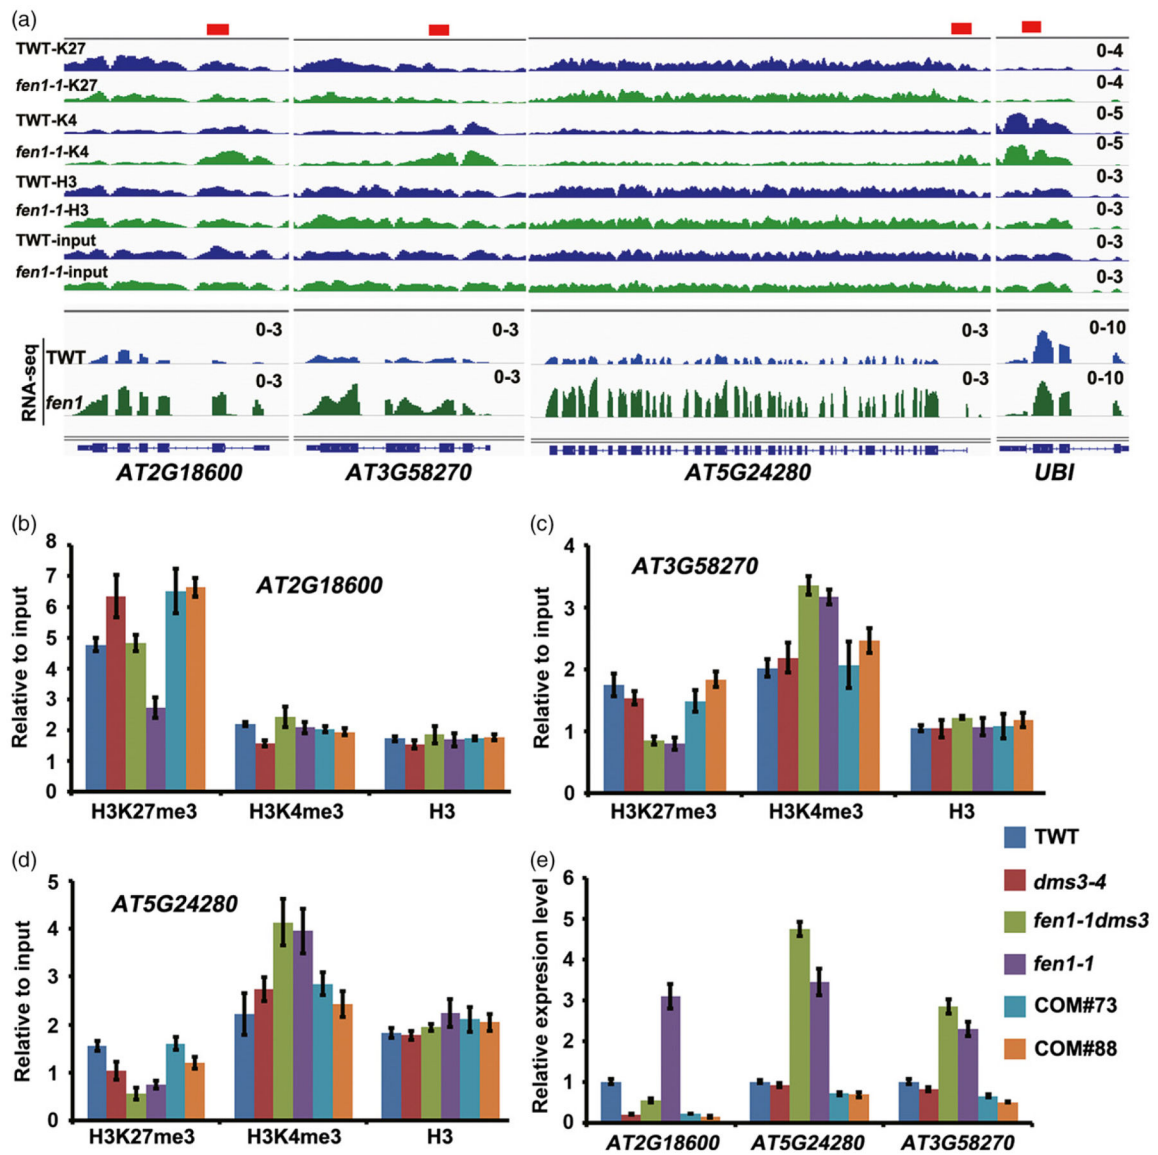 (a)
TWT-K27 0-4
fen1-1-K27 0-4
TWT-K4 0-5
fen1-1-K4 0-5
TWT-H3 0-3
fen1-1-H3 0-3
TWT-input 0-3
fen1-1-input 0-3
RNA-seq
TWT 0-3 0-3 0-3 0-10
fen1 0-3 0-3 0-3 0-10
AT2G18600 AT3G58270 AT5G24280 UBI
(b)
AT2G18600
Relative to input
8
7
6
5
4
3
2
1
0
H3K27me3 H3K4me3 H3
(c)
AT3G58270
Relative to input
4
3
2
1
0
H3K27me3 H3K4me3 H3
(d)
AT5G24280
Relative to input
5
4
3
2
1
0
H3K27me3 H3K4me3 H3
(e)
Relative expresion level
6
5
4
3
2
1
0
AT2G18600 AT5G24280 AT3G58270
TWT
dms3-4
fen1-1dms3
fen1-1
COM#73
COM#88